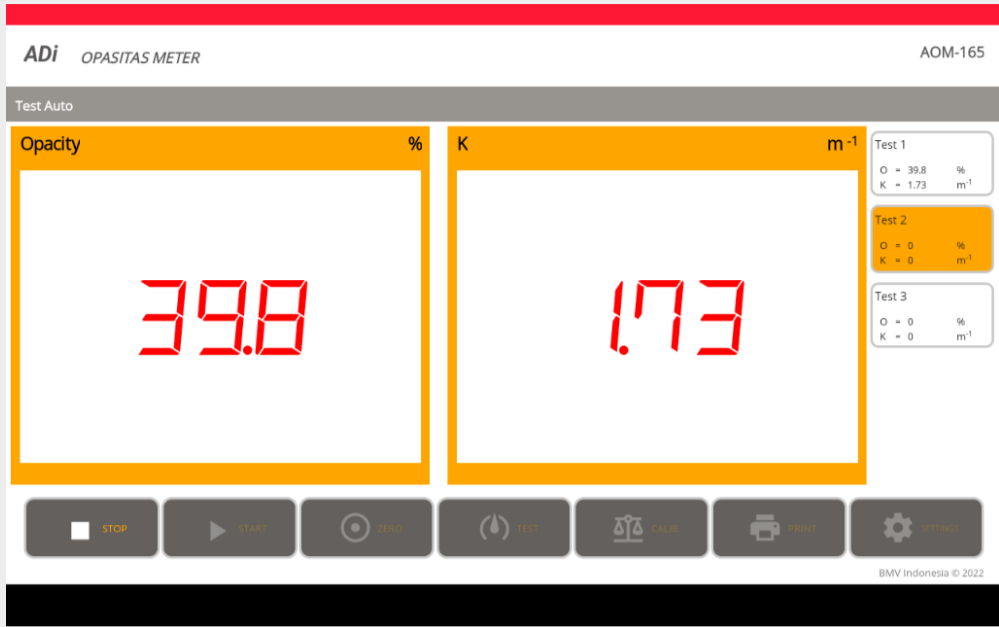 ADi OPASITAS METER AOM-165
Test Auto
Opacity %
39.8
K m-1
1.73
Test 1
O = 39.8 %
K = 1.73 m-1
Test 2
O = 0 %
K = 0 m-1
Test 3
O = 0 %
K = 0 m-1
STOP START ZERO TEST CALIB PRINT SETTINGS
BMV Indonesia © 2022